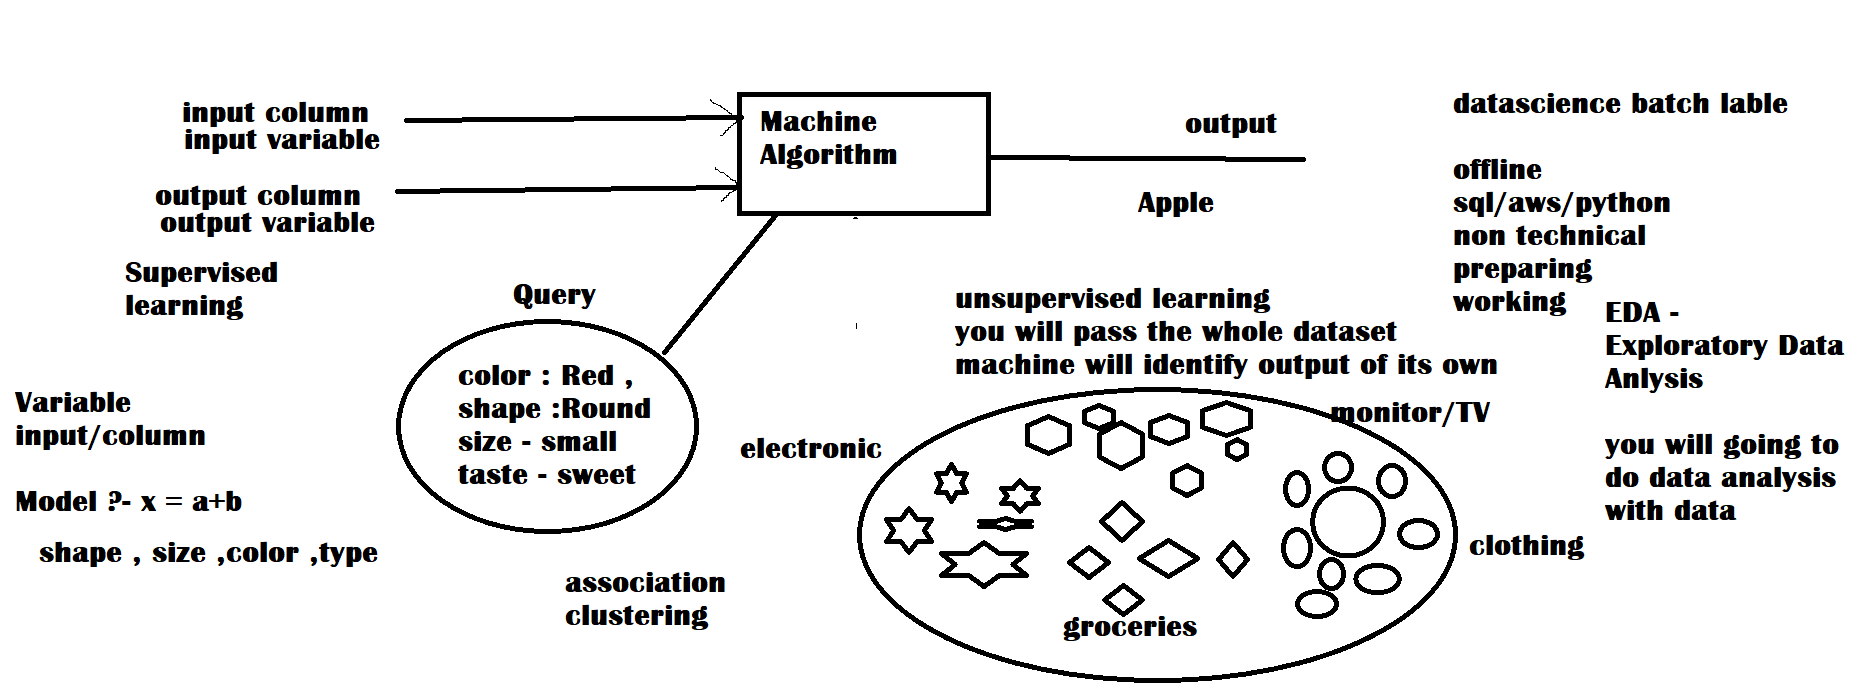 input column
input variable
output column
output variable
Supervised
learning
Machine
Algorithm
output
Apple
datascience batch lable
offline
sql/aws/python
non technical
preparing
working
Query
color : Red ,
shape :Round
size - small
taste - sweet
unsupervised learning
you will pass the whole dataset
machine will identify output of its own
EDA -
Exploratory Data
Anlysis
you will going to
do data analysis
with data
Variable
input/column
Model ?- x = a+b
shape , size ,color ,type
association
clustering
electronic
monitor/TV
clothing
groceries